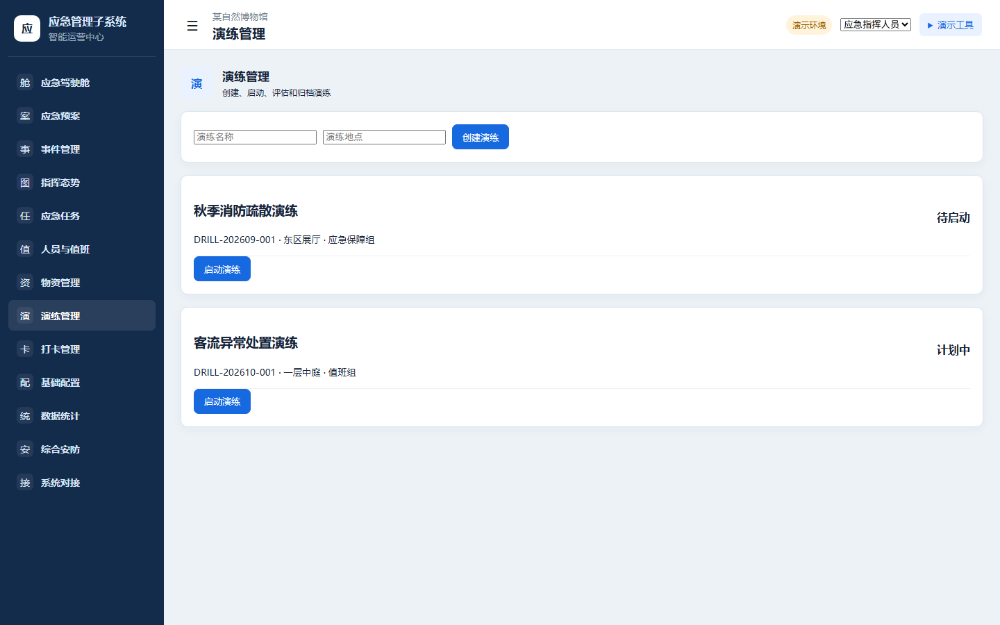 应
应急管理子系统
智能运营中心
舱 应急驾驶舱
案 应急预案
事 事件管理
图 指挥态势
任 应急任务
值 人员与值班
资 物资管理
演 演练管理
卡 打卡管理
配 基础配置
统 数据统计
安 综合安防
接 系统对接
☰
某自然博物馆
演练管理
演示环境
应急指挥人员
▶ 演示工具
演
演练管理
创建、启动、评估和归档演练
演练名称
演练地点
创建演练
秋季消防疏散演练
待启动
DRILL-202609-001 · 东区展厅 · 应急保障组
启动演练
客流异常处置演练
计划中
DRILL-202610-001 · 一层中庭 · 值班组
启动演练